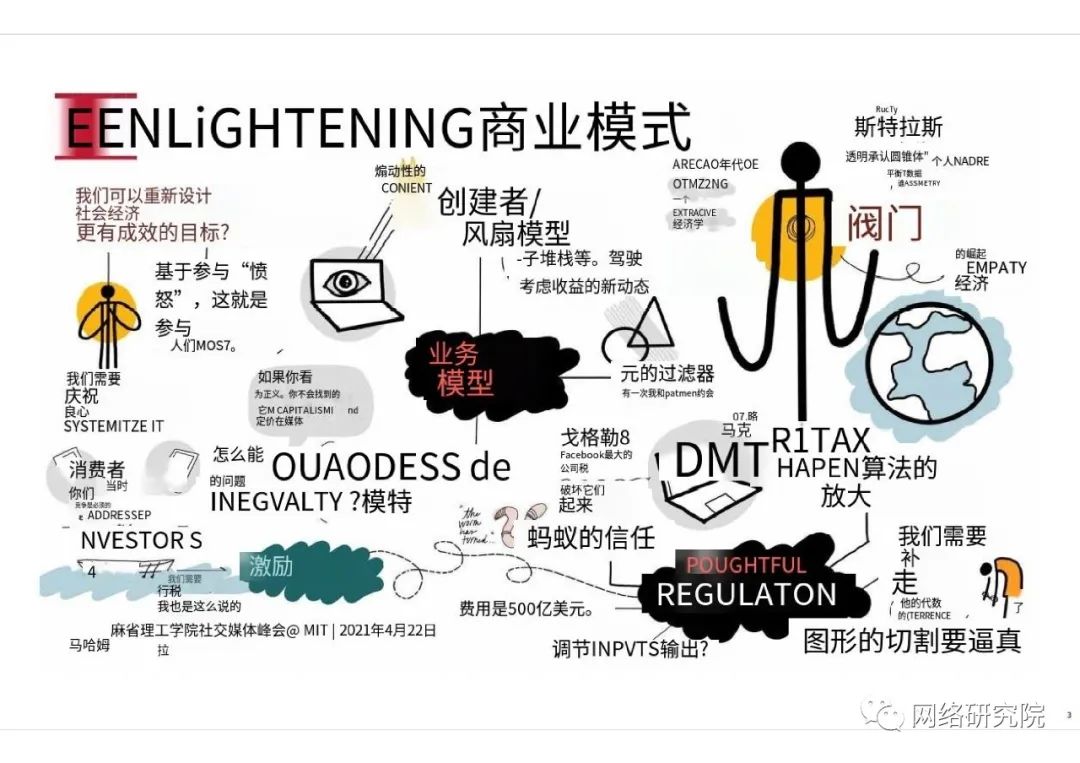 EENLiGHTENING商业模式
我们可以重新设计
社会经济
更有成效的目标?
基于参与“愤
怒”，这就是
参与
人们MOS7。
我们需要
庆祝
良心
SYSTEMITZE IT
煽动性的
CONIENT
创建者/
风扇模型
-子堆栈等。驾驶
考虑收益的新动态
业务
模型
元的过滤器
有一次我和patmen约会
如果你看
为正义。你不会找到的
它M CAPITALISMI nd
定价在媒体
ARECAO年代OE
OTMZ2NG
一个
EXTRACIVE
经济学
RucTy
斯特拉斯
透明承认圆锥体" 个人NADRE
平衡T数据
，谁ASSMETRY
阀门
的崛起
EMPATY
经济
消费者
你们 当时
竞争是必须的
ADDRESSEP
NVESTOR S
4
怎么能
的问题
OUAODESS de
INEGVALTY ?模特
戈格勒8
Facebook最大的
公司税
破坏它们
起来
07.略
马克
DMT
R1TAX
HAPEN算法的
放大
the
worm
has
turned
蚂蚁的信任
激励
我们需要
行税
我也是这么说的
POUGHTFUL
REGULATON
我们需要
补
走
他的代数
的(TERRENCE
了
费用是500亿美元。
调节INPVTS输出?
图形的切割要逼真
麻省理工学院社交媒体峰会@ MIT | 2021年4月22日
马哈姆
拉
网络研究院
3